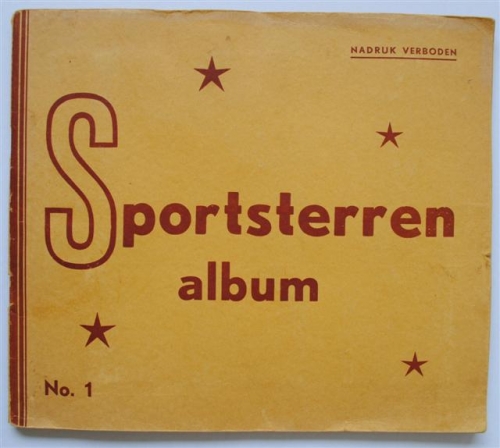 NADRUK VERBODEN
Sportsterren
album
No. 1